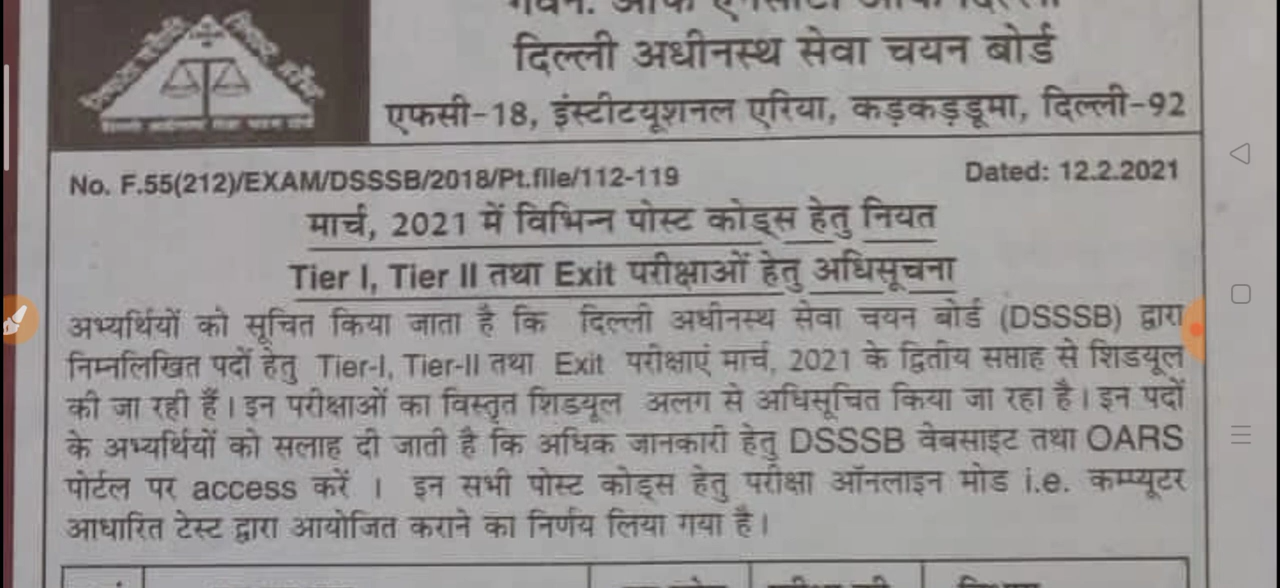 दिल्ली अधीनस्थ सेवा चयन बोर्ड
एफसी-18, इंस्टीटयूशनल एरिया, कड़कड़डूमा, दिल्ली-92
No. F.55(212)/EXAM/DSSSB/2018/Pt.file/112-119 Dated: 12.2.2021
मार्च, 2021 में विभिन्न पोस्ट कोड्स हेतु नियत
Tier I, Tier II तथा Exit परीक्षाओं हेतु अधिसूचना
अभ्यर्थियों को सूचित किया जाता है कि दिल्ली अधीनस्थ सेवा चयन बोर्ड (DSSSB) द्वारा
निम्नलिखित पदों हेतु Tier-I, Tier-II तथा Exit परीक्षाएं मार्च, 2021 के द्वितीय सप्ताह से शिडयूल
की जा रही हैं। इन परीक्षाओं का विस्तृत शिडयूल अलग से अधिसूचित किया जा रहा है। इन पदों
के अभ्यर्थियों को सलाह दी जाती है कि अधिक जानकारी हेतु DSSSB वेबसाइट तथा OARS
पोर्टल पर access करें । इन सभी पोस्ट कोड्स हेतु परीक्षा ऑनलाइन मोड i.e. कम्प्यूटर
आधारित टेस्ट द्वारा आयोजित कराने का निर्णय लिया गया है।